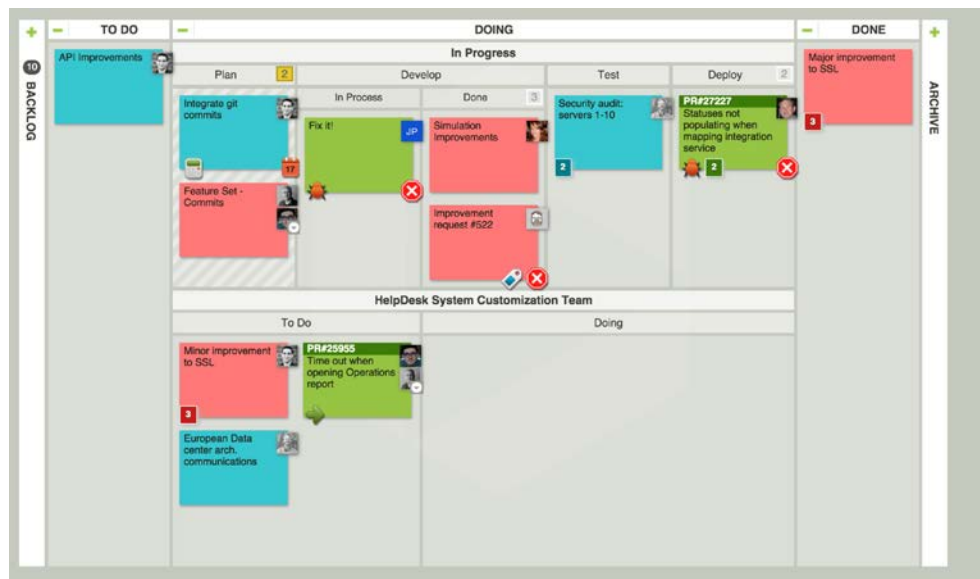 TO DO
DOING
DONE
10 BACKLOG
ARCHIVE
In Progress
Plan 2
Develop
Test
Deploy 2
In Process
Done 3
API Improvements
Integrate git
commits
17
Feature Set -
Commits
Fix it!
JP
Simulation
Improvements
Improvement
request #522
Security audit:
servers 1-10
2
PR#27227
Statuses not
populating when
mapping integration
service
2
Major improvement
to SSL
3
HelpDesk System Customization Team
To Do
Doing
Minor improvement
to SSL
3
PR#25955
Time out when
opening Operations
report
European Data
center arch.
communications